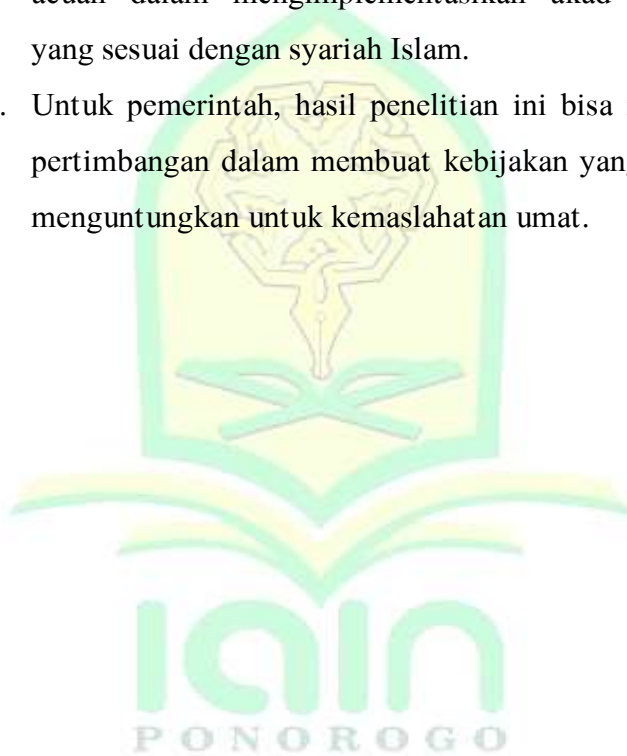 acuan dalam mengimplementasikan akad
yang sesuai dengan syariah Islam.
. Untuk pemerintah, hasil penelitian ini bisa
pertimbangan dalam membuat kebijakan
menguntungkan untuk kemaslahatan umat.
iain
PONOROGO